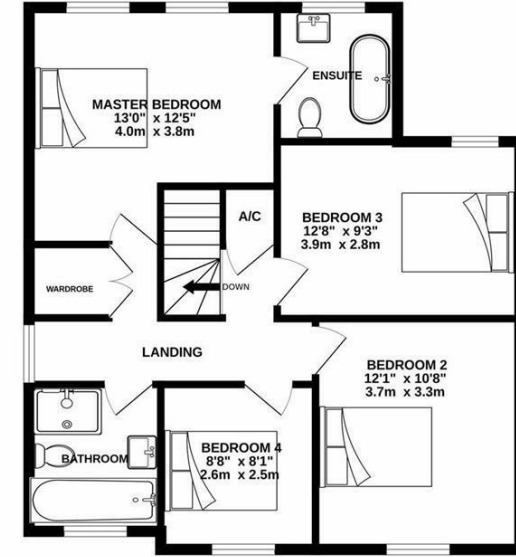 ENSUITE
MASTER BEDROOM
13'0" x 12'5"
4.0m x 3.8m
A/C
BEDROOM 3
12'8" x 9'3"
3.9m x 2.8m
WARDROBE
DOWN
LANDING
BEDROOM 2
12'1" x 10'8"
3.7m x 3.3m
BATHROOM
BEDROOM 4
8'8" x 8'1"
2.6m x 2.5m